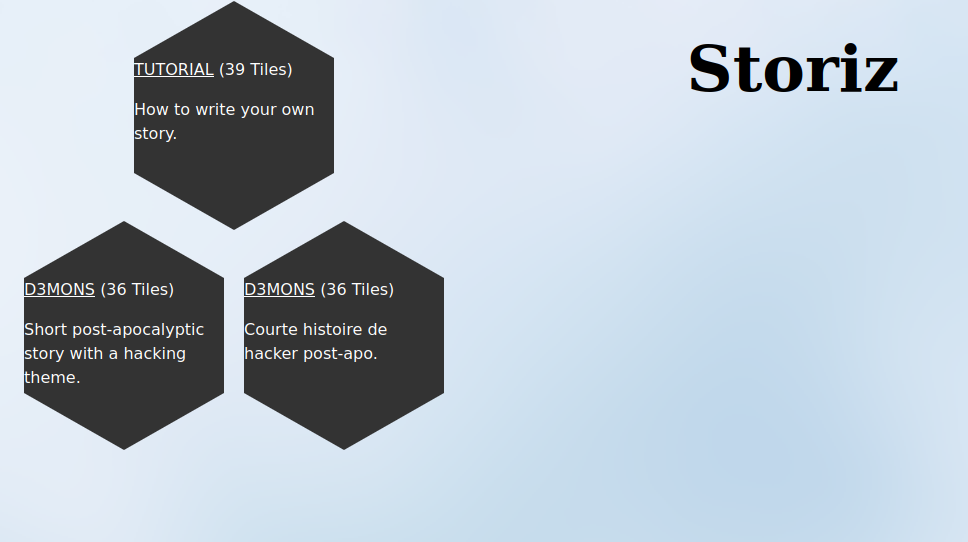 Storiz
TUTORIAL (39 Tiles)
How to write your own
story.
D3MONS (36 Tiles)
Short post-apocalyptic
story with a hacking
theme.
D3MONS (36 Tiles)
Courte histoire de
hacker post-apo.